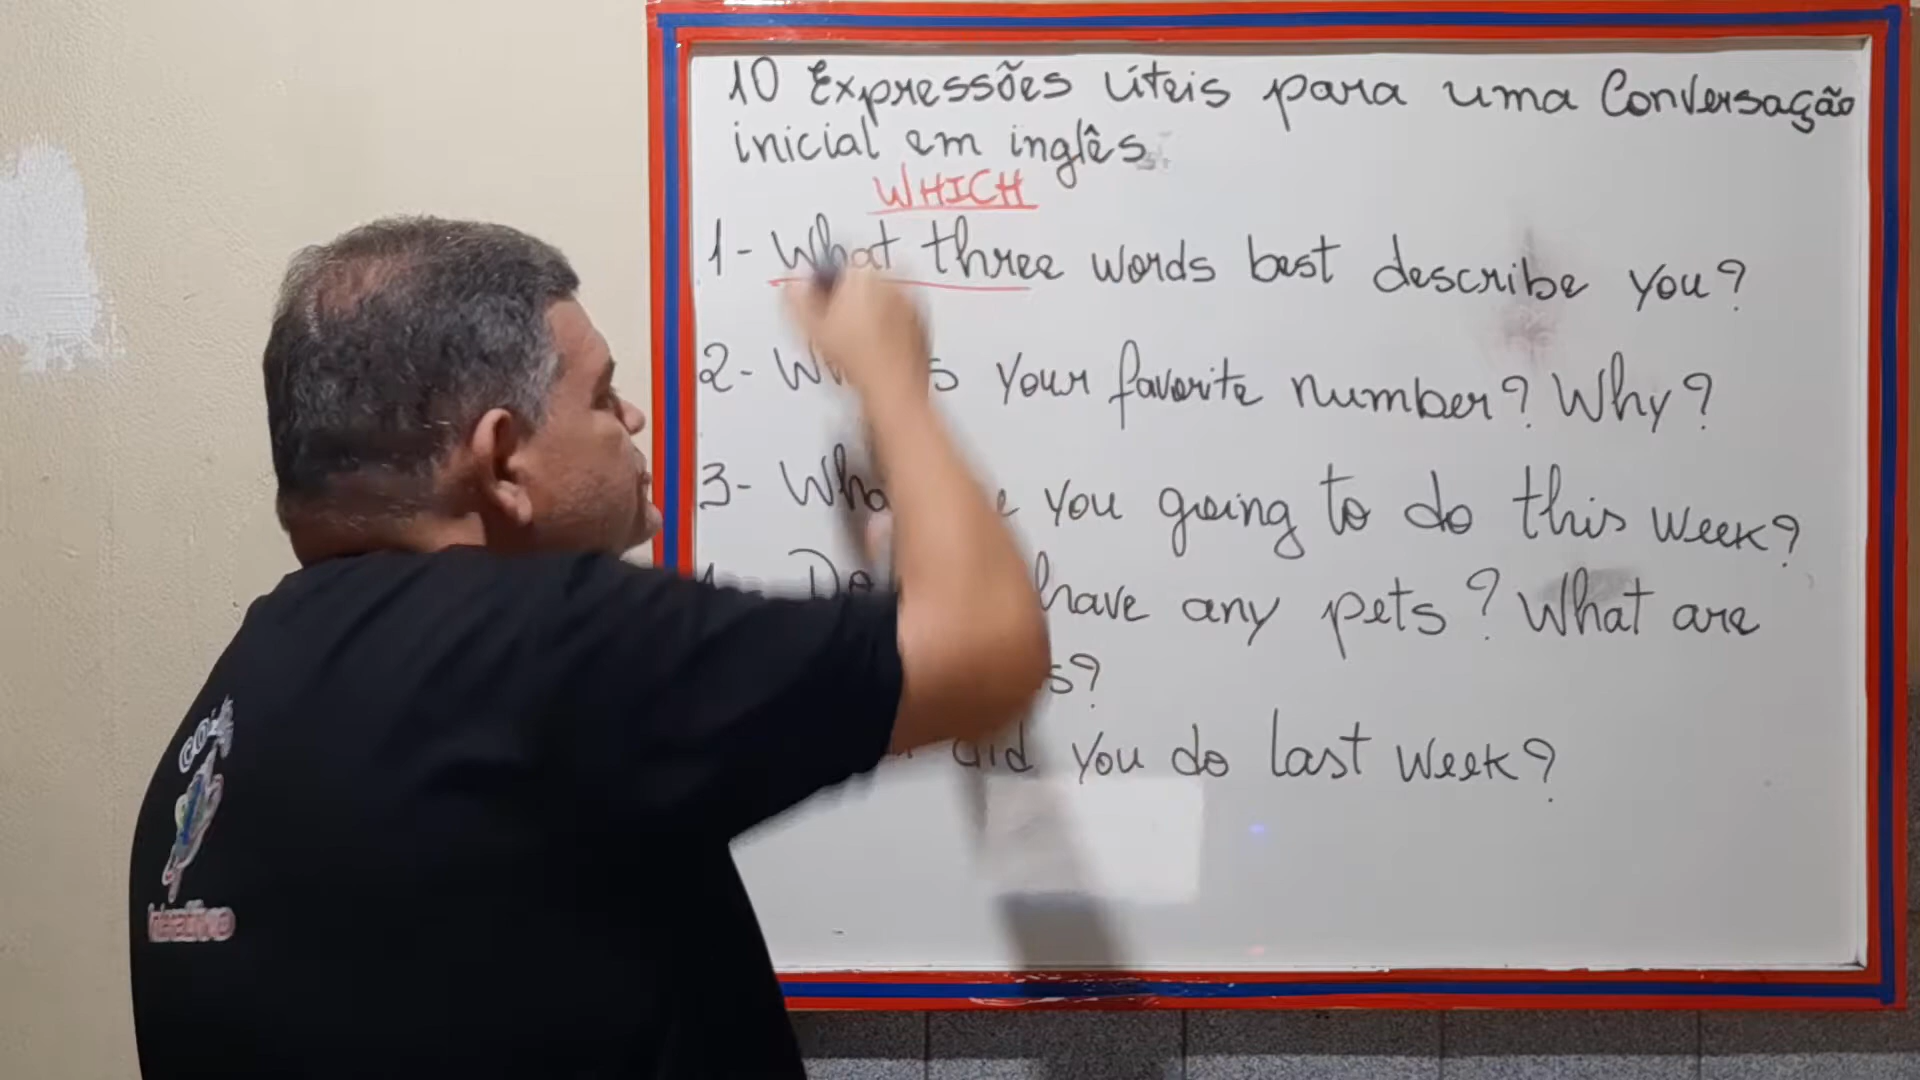 10 Expressões úteis para uma Conversação
inicial em inglês
WHICH
1- What three words best describe you?
2- your favorite number? Why?
3- you going to do this week?
have any pets? What are
did you do last week?
Interactivo